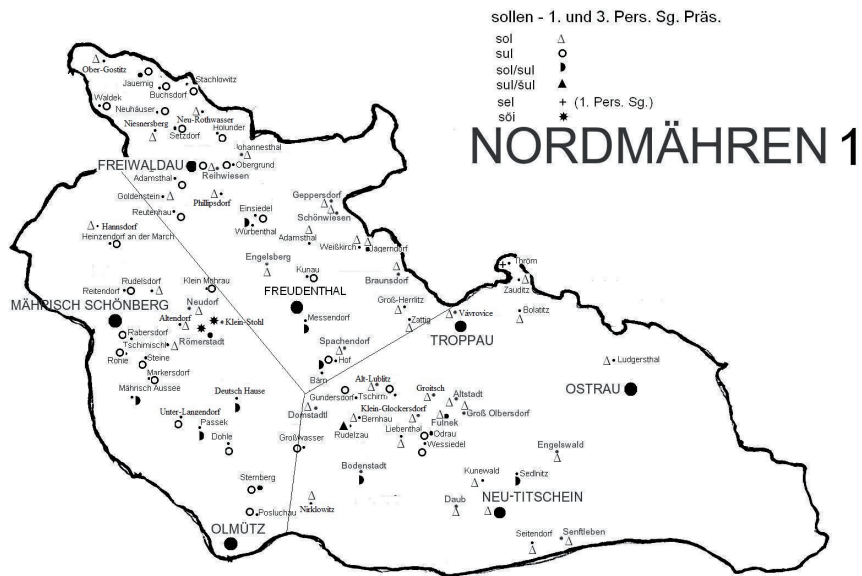 sollen - 1. und 3. Pers. Sg. Präs.
sol
sul
sol/sul
sul/šul
sel + (1. Pers. Sg.)
söi
NORDMÄHREN 1
Ober-Gostitz
Jauernig
Stachlowitz
Buchsdorf
Waldek
Neuhäuser
Neu-Rothwasser
Niesnersberg
Setzdorf
Holunder
Johannesthal
FREIWALDAU
Obergrund
Reihwiesen
Adamsthal
Goldenstein
Phillipsdorf
Geppersdorf
Reutenhau
Einsiedel
Schönwiesen
Hannsdorf
Würbenthal
Heinzendorf an der March
Adamsthal
Weißkirch
Jägerndorf
Engelsberg
Thröm
Kunau
Braunsdorf
Zauditz
Rudelsdorf
Klein Mohrau
Reitendorf
FREUDENTHAL
MÄHRISCH SCHÖNBERG
Neudorf
Groß-Herrlitz
Vávrovice
Bolatitz
Altendorf
Klein-Stohl
Messendorf
Zattig
Rabersdorf
Römerstadt
TROPPAU
Tschimischl
Spachendorf
Ronie
Steine
Hof
Ludgersthal
Markersdorf
Bärn
Alt-Lublitz
OSTRAU
Mährisch Aussee
Deutsch Hause
Gundersdorf
Tschirm
Groitsch
Altstadt
Unter-Langendorf
Domstadtl
Klein-Glockersdorf
Groß Olbersdorf
Passek
Bernhau
Fulnek
Rudelzau
Liebenthal
Odrau
Dohle
Großwasser
Wessiedel
Engelswald
Bodenstadt
Kunewald
Sedlnitz
Sternberg
Daub
NEU-TITSCHEIN
Posluchau
Nirklowitz
OLMÜTZ
Seitendorf
Senftleben